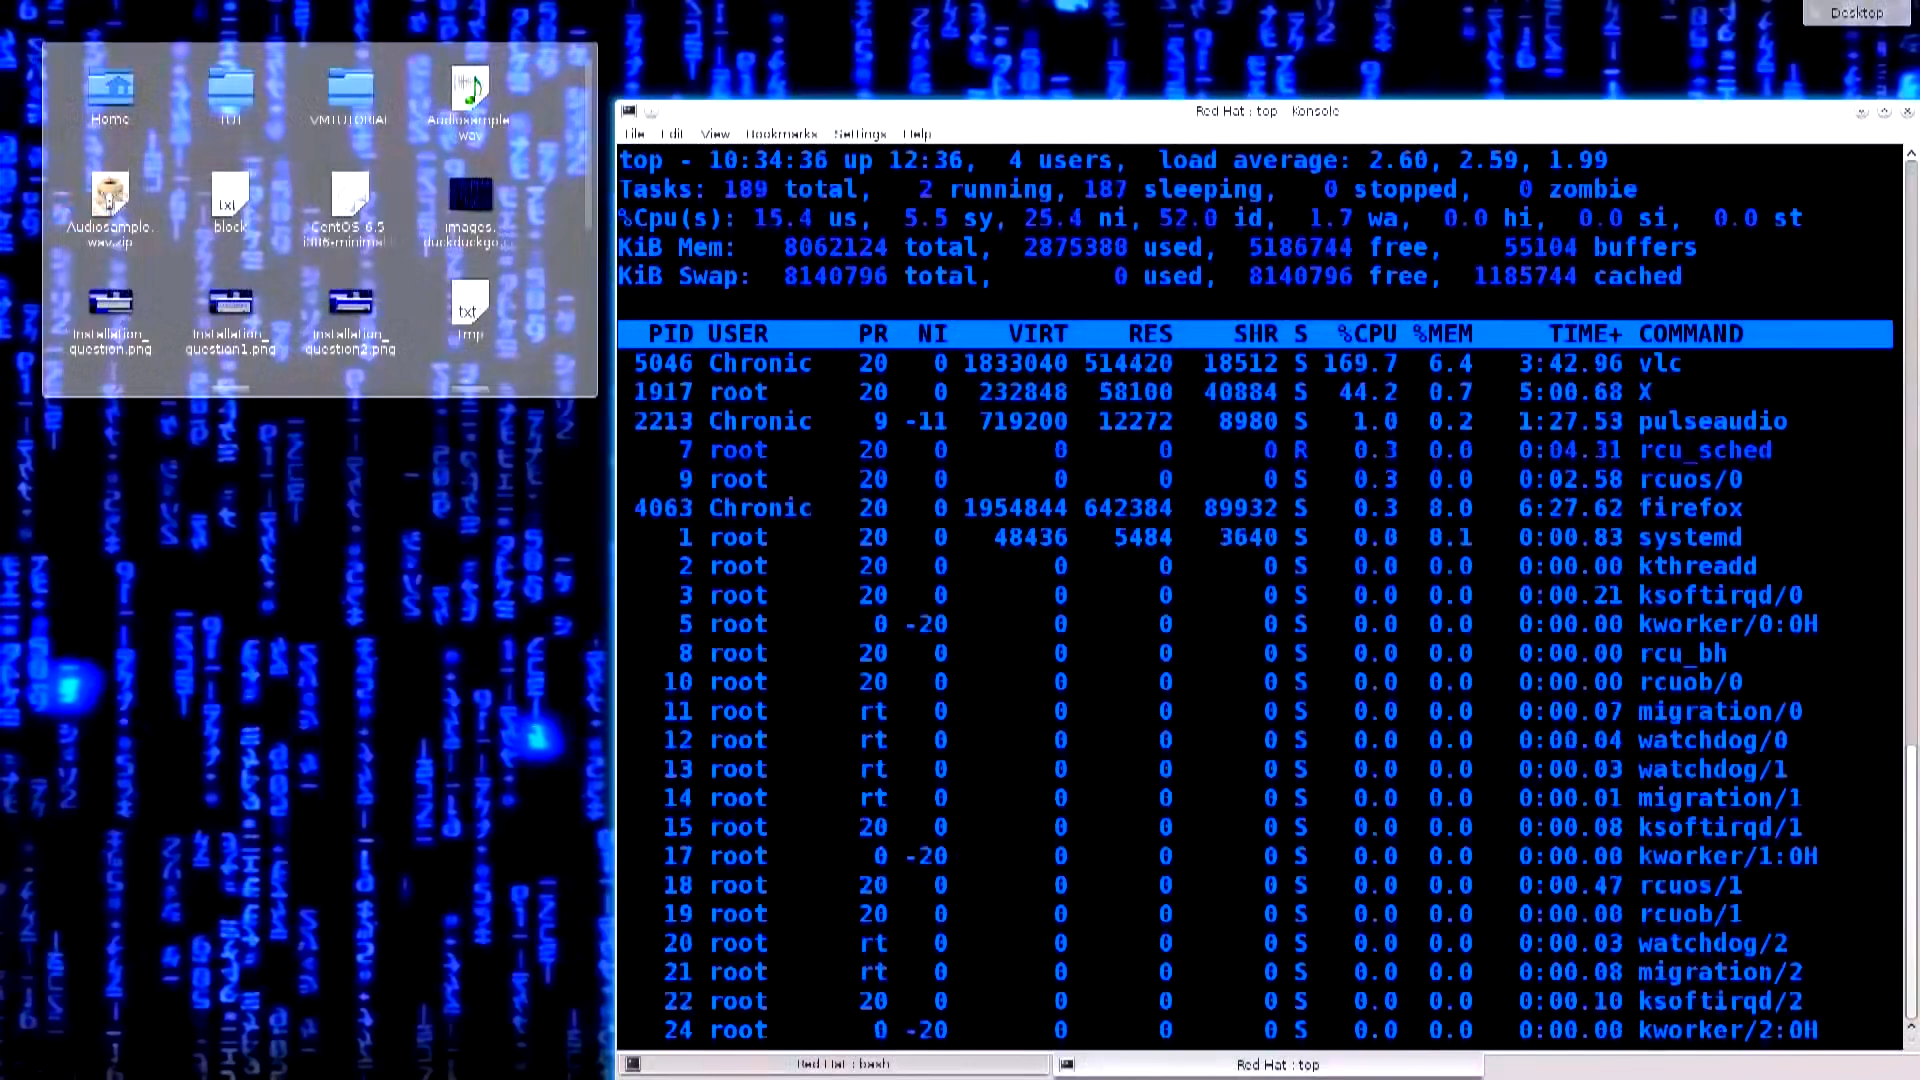 Desktop
Home
TUT
VMTUTORIAL
Audiosample.
wav
Audiosample.
wav.zip
block
CentOS 6.5
i386-minimal
images.
duckduckgo.c
Installation_
question.png
Installation_
question1.png
Installation_
question2.png
Tmp
txt
txt
Red Hat : top – Konsole
File Edit View Bookmarks Settings Help
top - 10:34:36 up 12:36, 4 users, load average: 2.60, 2.59, 1.99
Tasks: 189 total, 2 running, 187 sleeping, 0 stopped, 0 zombie
%Cpu(s): 15.4 us, 5.5 sy, 25.4 ni, 52.0 id, 1.7 wa, 0.0 hi, 0.0 si, 0.0 st
KiB Mem: 8062124 total, 2875380 used, 5186744 free, 55104 buffers
KiB Swap: 8140796 total, 0 used, 8140796 free, 1185744 cached
PID USER PR NI VIRT RES SHR S %CPU %MEM TIME+ COMMAND
5046 Chronic 20 0 1833040 514420 18512 S 169.7 6.4 3:42.96 vlc
1917 root 20 0 232848 58100 40884 S 44.2 0.7 5:00.68 X
2213 Chronic 9 -11 719200 12272 8980 S 1.0 0.2 1:27.53 pulseaudio
7 root 20 0 0 0 0 R 0.3 0.0 0:04.31 rcu_sched
9 root 20 0 0 0 0 S 0.3 0.0 0:02.58 rcuos/0
4063 Chronic 20 0 1954844 642384 89932 S 0.3 8.0 6:27.62 firefox
1 root 20 0 48436 5484 3640 S 0.0 0.1 0:00.83 systemd
2 root 20 0 0 0 0 S 0.0 0.0 0:00.00 kthreadd
3 root 20 0 0 0 0 S 0.0 0.0 0:00.21 ksoftirqd/0
5 root 0 -20 0 0 0 S 0.0 0.0 0:00.00 kworker/0:0H
8 root 20 0 0 0 0 S 0.0 0.0 0:00.00 rcu_bh
10 root 20 0 0 0 0 S 0.0 0.0 0:00.00 rcuob/0
11 root rt 0 0 0 0 S 0.0 0.0 0:00.07 migration/0
12 root rt 0 0 0 0 S 0.0 0.0 0:00.04 watchdog/0
13 root rt 0 0 0 0 S 0.0 0.0 0:00.03 watchdog/1
14 root rt 0 0 0 0 S 0.0 0.0 0:00.01 migration/1
15 root 20 0 0 0 0 S 0.0 0.0 0:00.08 ksoftirqd/1
17 root 0 -20 0 0 0 S 0.0 0.0 0:00.00 kworker/1:0H
18 root 20 0 0 0 0 S 0.0 0.0 0:00.47 rcuos/1
19 root 20 0 0 0 0 S 0.0 0.0 0:00.00 rcuob/1
20 root rt 0 0 0 0 S 0.0 0.0 0:00.03 watchdog/2
21 root rt 0 0 0 0 S 0.0 0.0 0:00.08 migration/2
22 root 20 0 0 0 0 S 0.0 0.0 0:00.10 ksoftirqd/2
24 root 0 -20 0 0 0 S 0.0 0.0 0:00.00 kworker/2:0H
Red Hat : bash
Red Hat : top